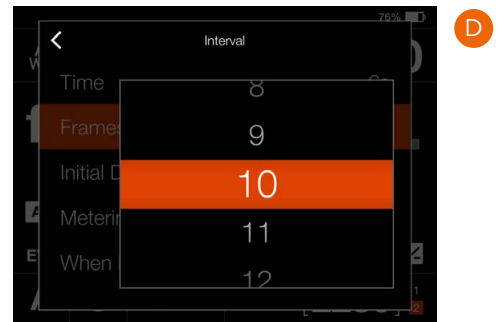 76%
Interval
D
Time
8
Frames
9
Initial D
10
Meterin
11
When
12